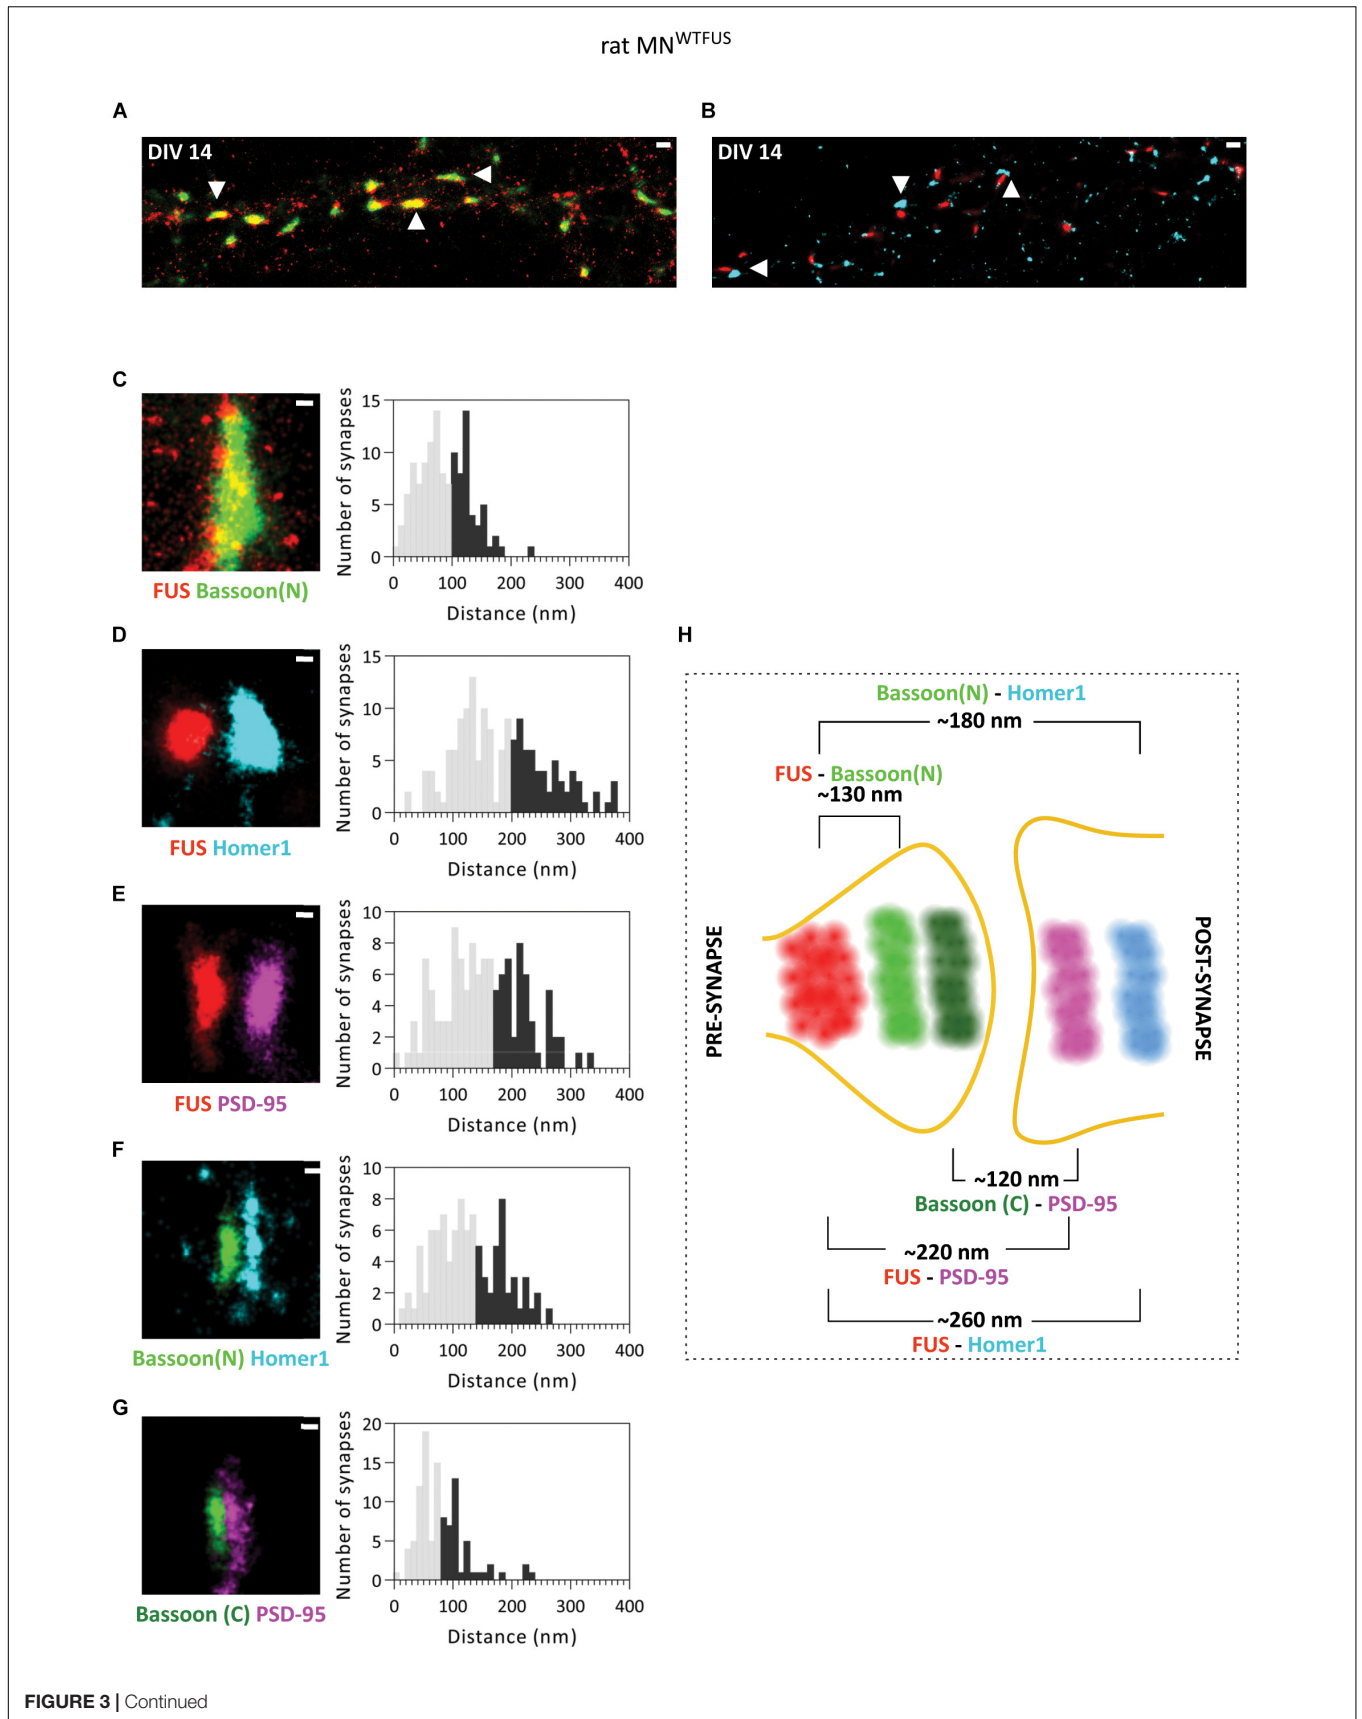 rat MNWTFUS
A
B
DIV 14
DIV 14
C
Number of synapses
15
10
5
0
0 100 200 300 400
Distance (nm)
FUS Bassoon(N)
D
Number of synapses
15
10
5
0
0 100 200 300 400
Distance (nm)
FUS Homer1
E
Number of synapses
10
8
6
4
2
0
0 100 200 300 400
Distance (nm)
FUS PSD-95
F
Number of synapses
10
8
6
4
2
0
0 100 200 300 400
Distance (nm)
Bassoon(N) Homer1
G
Number of synapses
20
15
10
5
0
0 100 200 300 400
Distance (nm)
Bassoon (C) PSD-95
H
Bassoon(N) - Homer1
~180 nm
FUS - Bassoon(N)
~130 nm
PRE-SYNAPSE
POST-SYNAPSE
~120 nm
Bassoon (C) - PSD-95
~220 nm
FUS - PSD-95
~260 nm
FUS - Homer1
FIGURE 3 | Continued